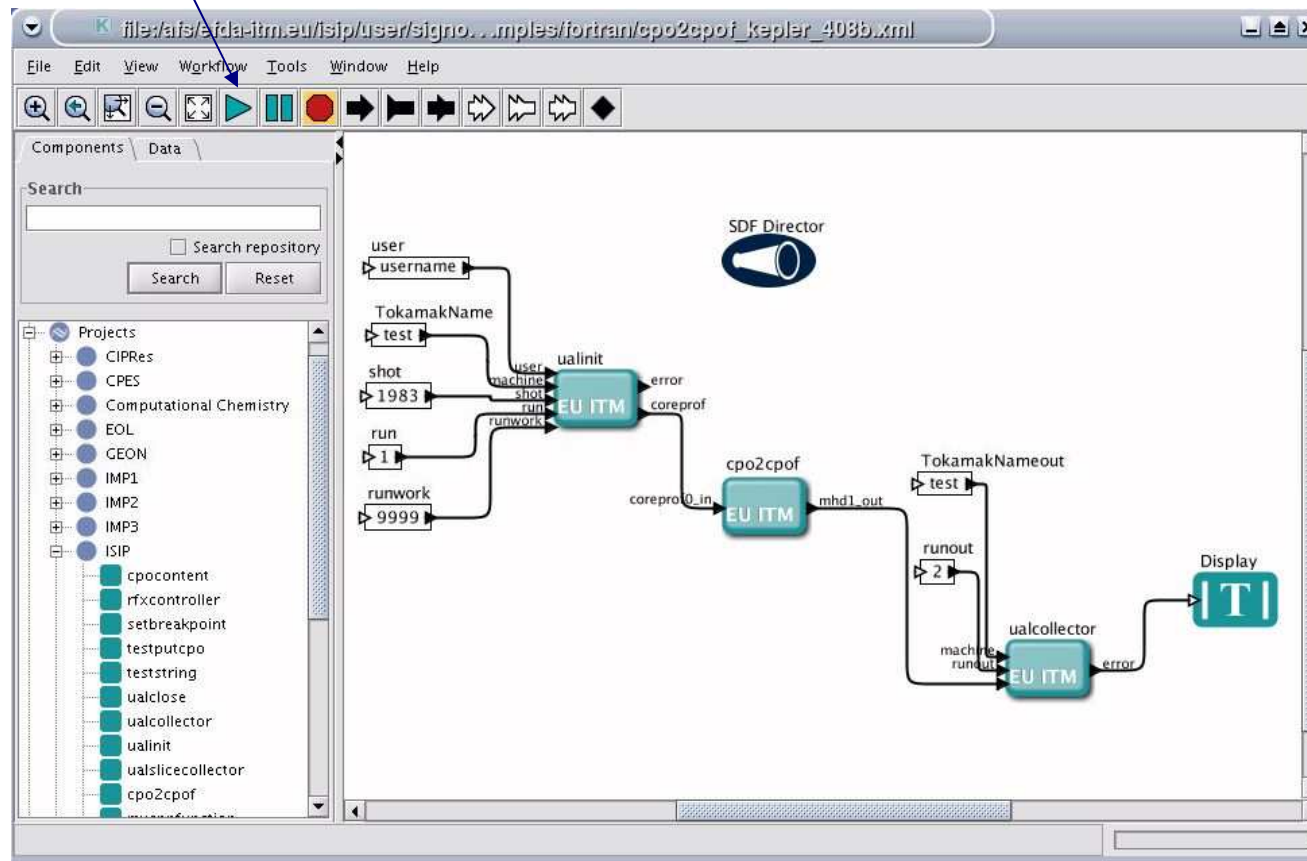 file:/afs/efda-itm.eu/isip/user/signo...mples/fortran/cpo2cpof_kepler_408b.xml
File Edit View Workflow Tools Window Help
Components Data
Search
Search repository
Search Reset
Projects
CIPRes
CPES
Computational Chemistry
EOL
GEON
IMP1
IMP2
IMP3
ISIP
cpocontent
rfxcontroller
setbreakpoint
testputcpo
teststring
ualclose
ualcollector
ualinit
ualslicecollector
cpo2cpof
SDF Director
user
username
TokamakName
test
shot
1983
run
1
runwork
9999
ualinit
user
machine
shot
run
runwork
EU ITM
error
coreprof
cpo2cpof
coreprof0_in
EU ITM
mhd1_out
TokamakNameout
test
runout
2
ualcollector
machine
runout
EU ITM
error
Display
T